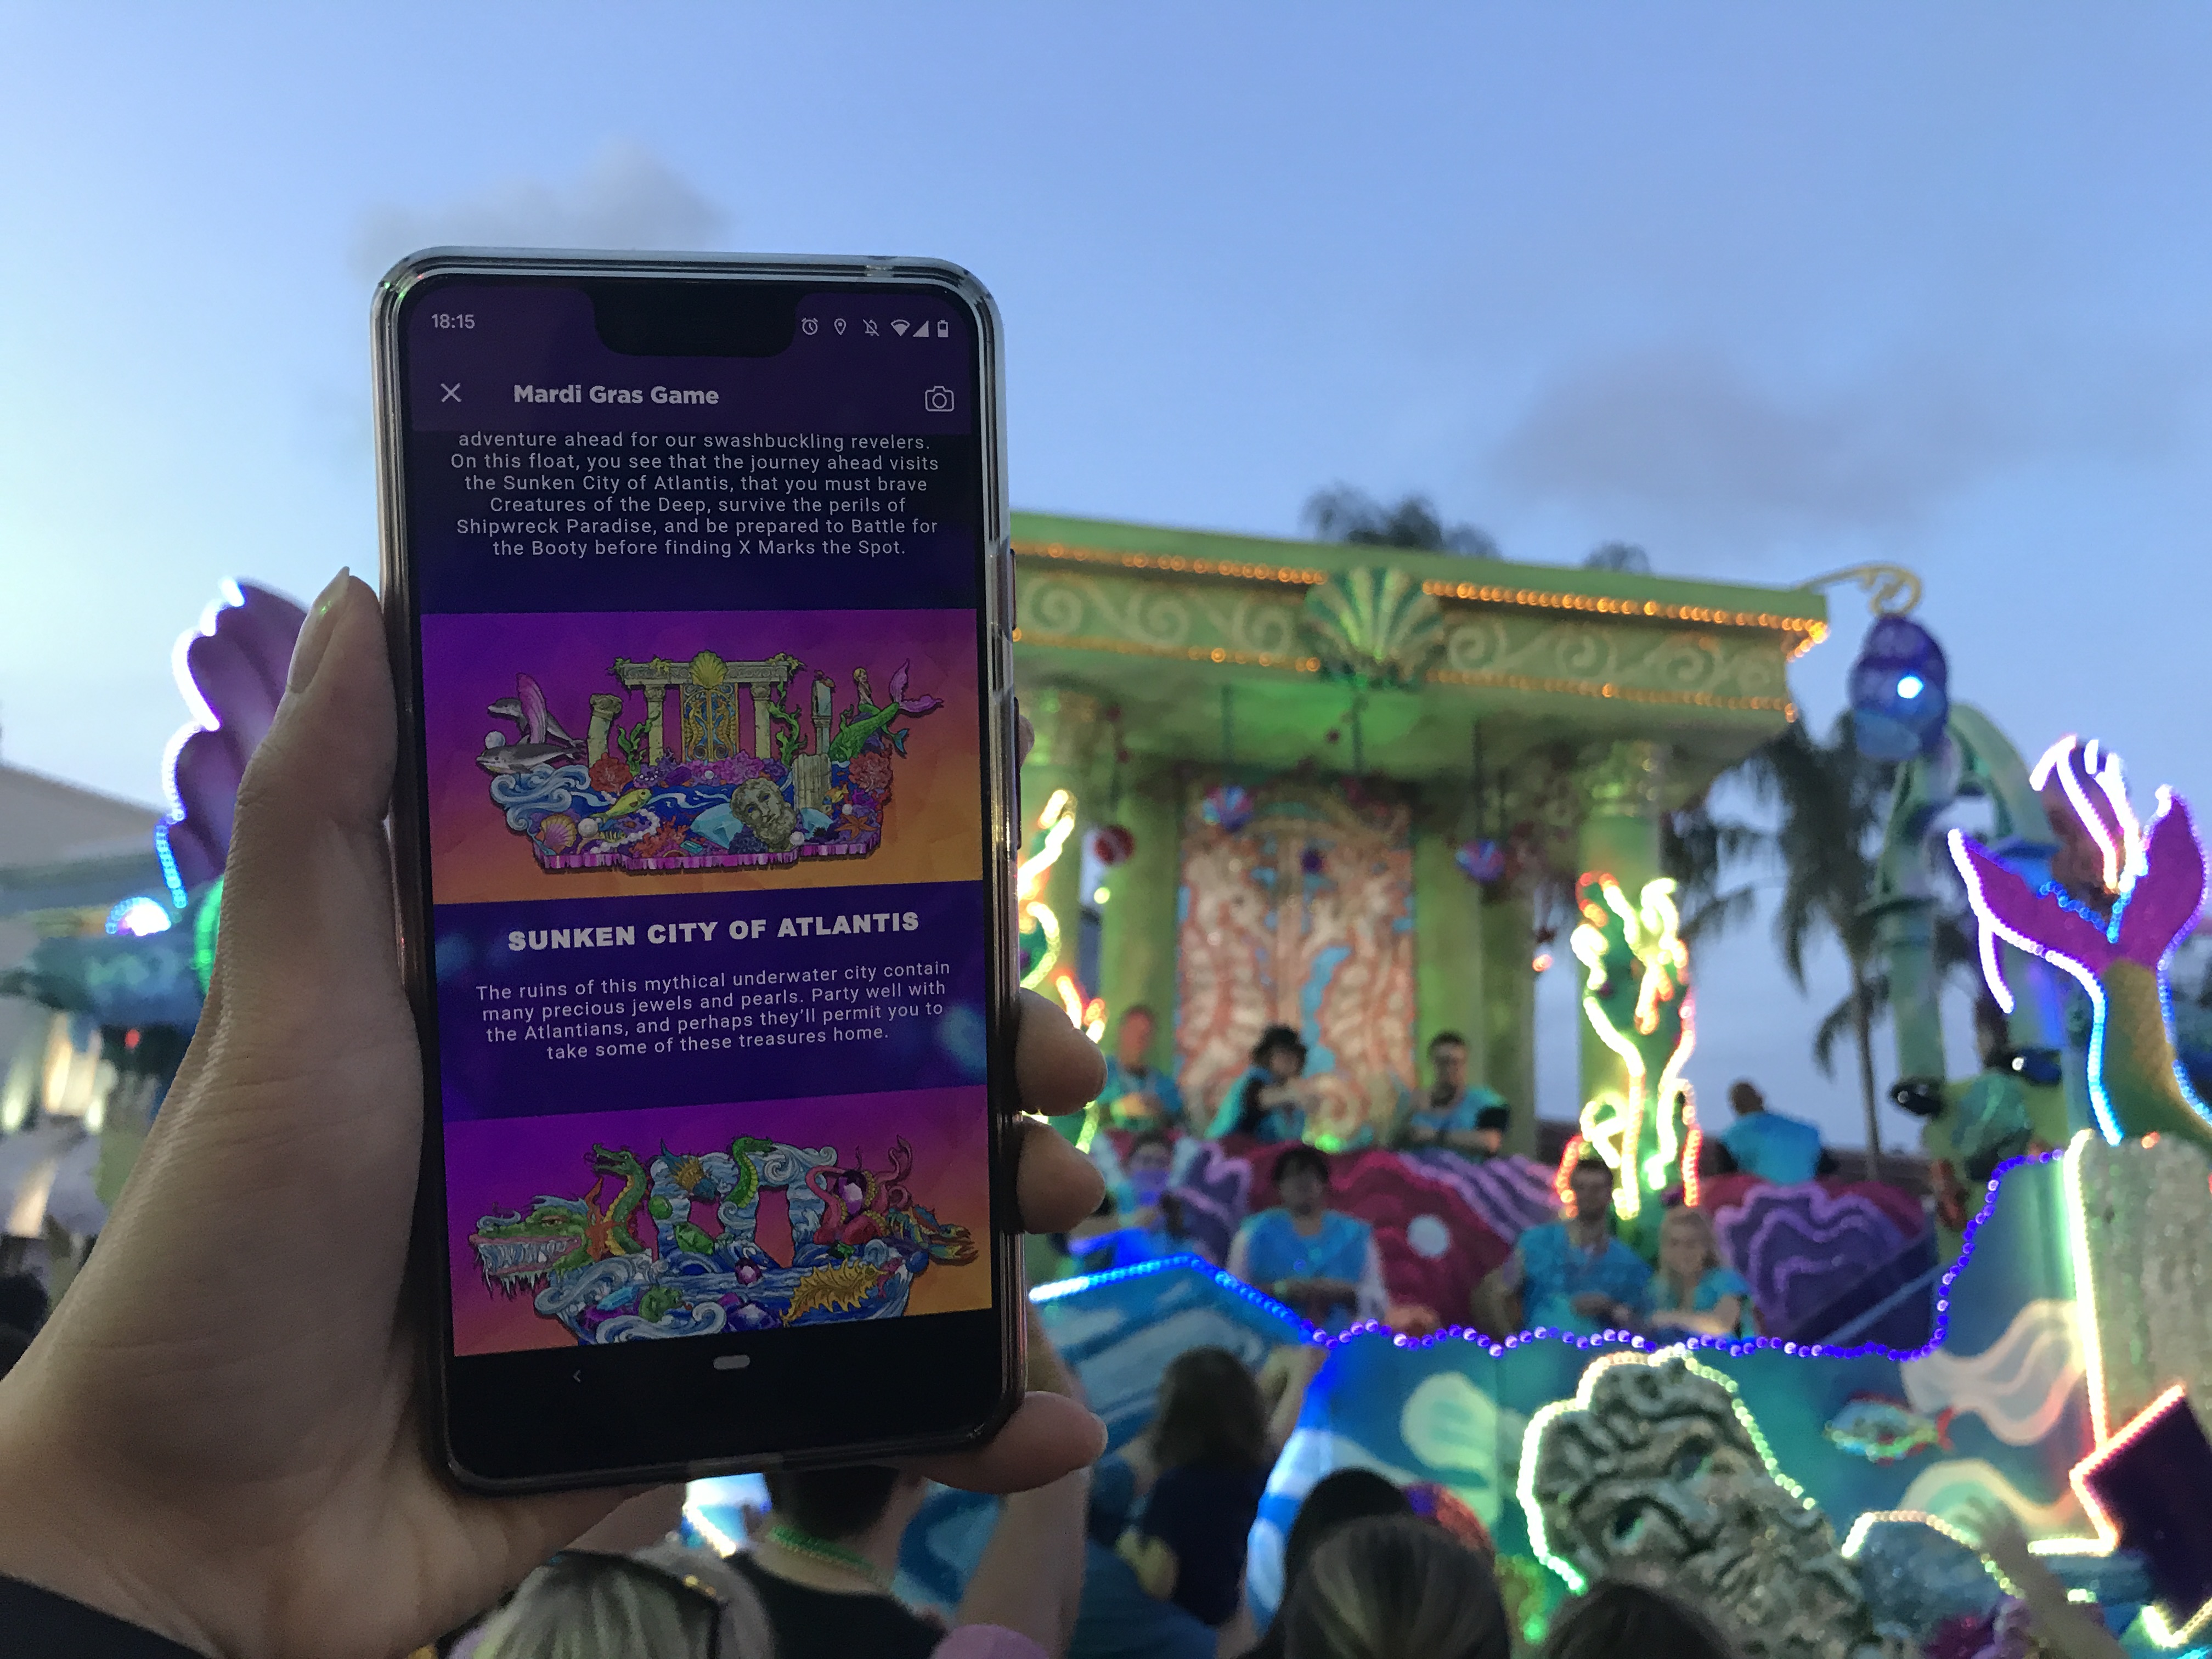 18:15
Mardi Gras Game
adventure ahead for our swashbuckling revelers.
On this float, you see that the journey ahead visits
the Sunken City of Atlantis, that you must brave
Creatures of the Deep, survive the perils of
Shipwreck Paradise, and be prepared to Battle for
the Booty before finding X Marks the Spot.
SUNKEN CITY OF ATLANTIS
The ruins of this mythical underwater city contain
many precious jewels and pearls. Party well with
the Atlantians, and perhaps they'll permit you to
take some of these treasures home.